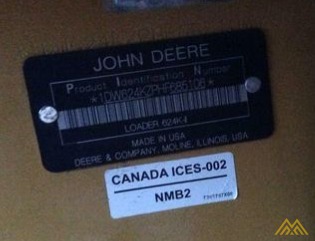 JOHN DEERE
Product Identification Number
*1DW624KZPHF685108*
LOADER 624K-II
MADE IN USA
DEERE & COMPANY, MOLINE, ILLINOIS, USA
CANADA ICES-002
NMB2